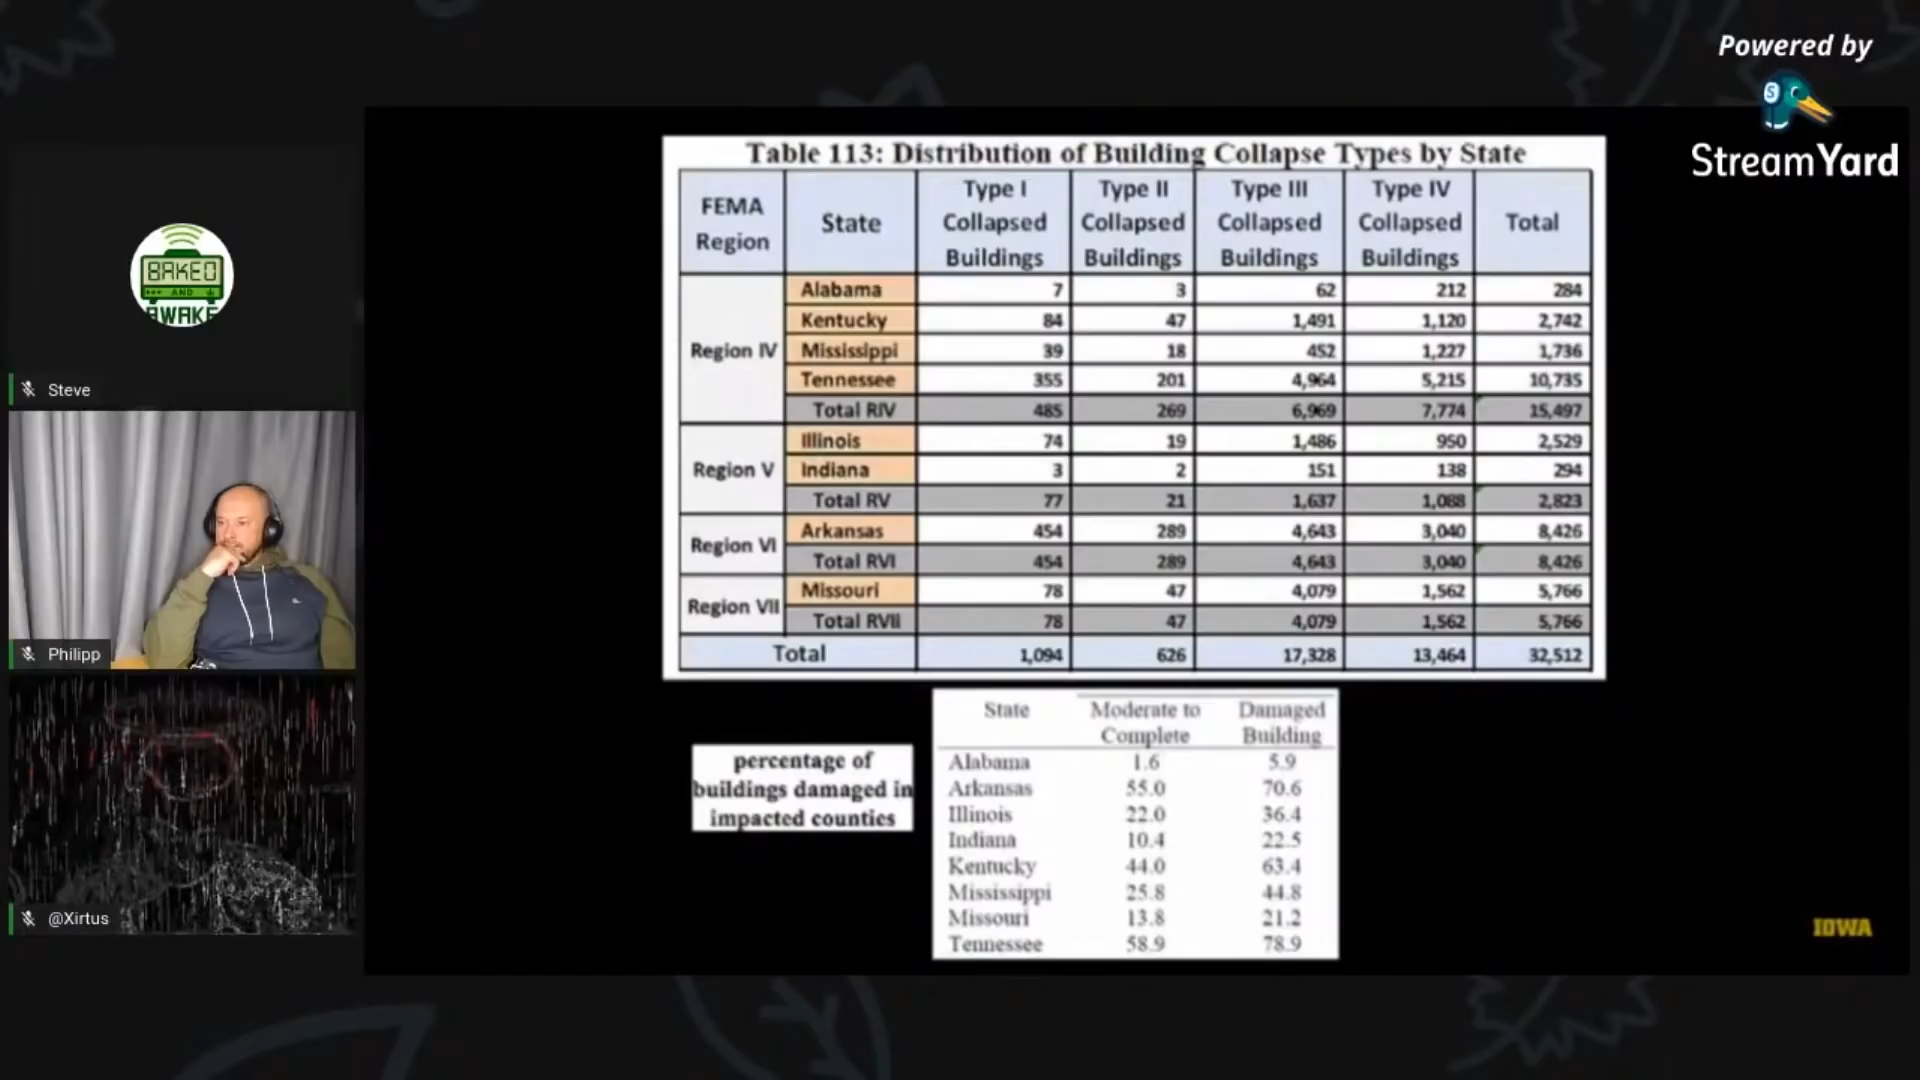 Powered by
StreamYard
BAKED
AND
AWAKE
Steve
Philipp
@Xirtus
Table 113: Distribution of Building Collapse Types by State
FEMA Region State Type I Collapsed Buildings Type II Collapsed Buildings Type III Collapsed Buildings Type IV Collapsed Buildings Total
Region IV
Alabama 7 3 62 212 284
Kentucky 84 47 1,491 1,120 2,742
Mississippi 39 18 452 1,227 1,736
Tennessee 355 201 4,964 5,215 10,735
Total RIV 485 269 6,969 7,774 15,497
Region V
Illinois 74 19 1,486 950 2,529
Indiana 3 2 151 138 294
Total RV 77 21 1,637 1,088 2,823
Region VI
Arkansas 454 289 4,643 3,040 8,426
Total RVI 454 289 4,643 3,040 8,426
Region VII
Missouri 78 47 4,079 1,562 5,766
Total RVII 78 47 4,079 1,562 5,766
Total 1,094 626 17,328 13,464 32,512
percentage of
buildings damaged in
impacted counties
State Moderate to Complete Damaged Building
Alabama 1.6 5.9
Arkansas 55.0 70.6
Illinois 22.0 36.4
Indiana 10.4 22.5
Kentucky 44.0 63.4
Mississippi 25.8 44.8
Missouri 13.8 21.2
Tennessee 58.9 78.9
IOWA